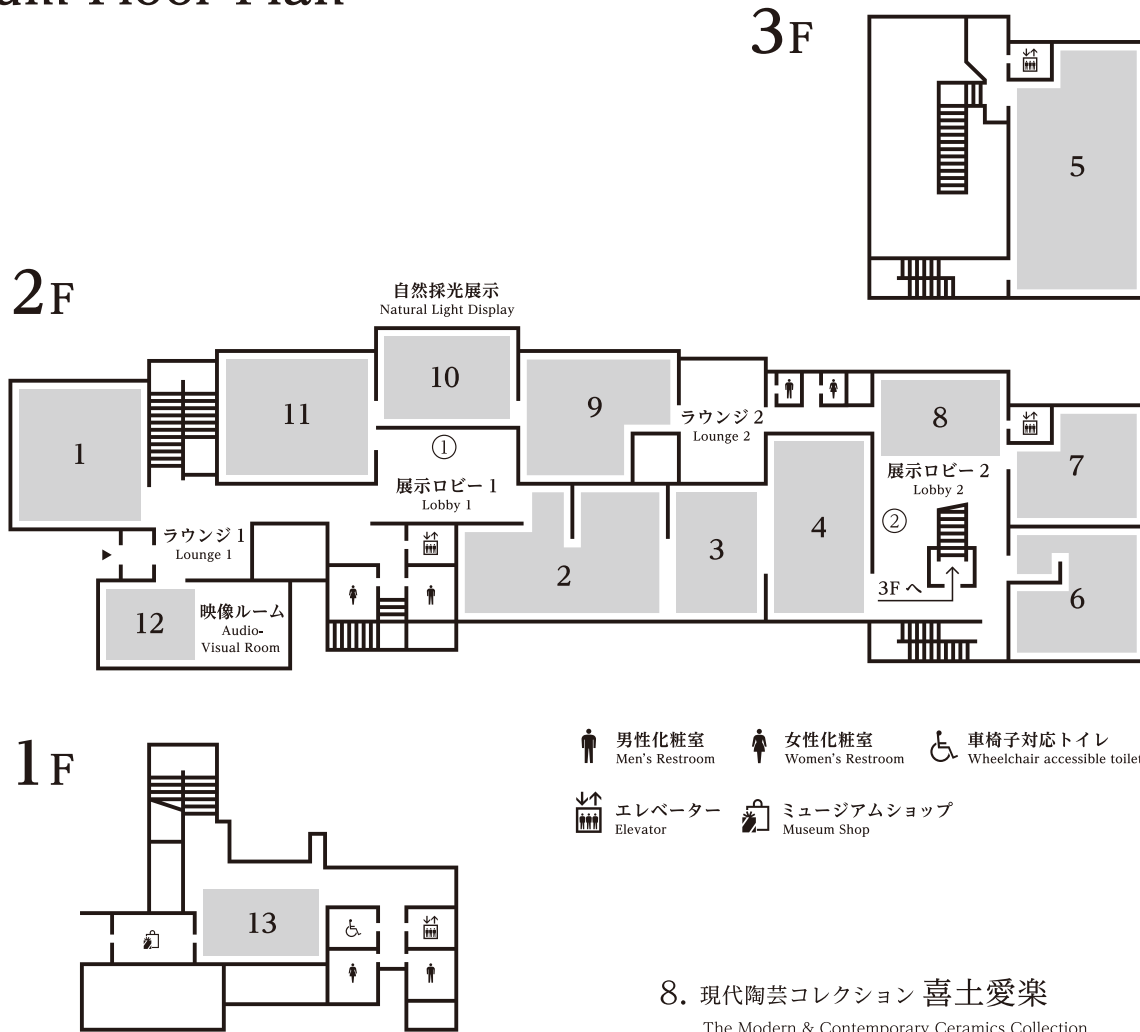 Floor Plan
3F
5
2F
自然採光展示
Natural Light Display
10
11
9
ラウンジ 2
Lounge 2
8
1
①
展示ロビー 1
Lobby 1
展示ロビー 2
Lobby 2
7
ラウンジ 1
Lounge 1
②
4
3
2
3F へ
6
12
映像ルーム
Audio-
Visual Room
1F
男性化粧室
Men's Restroom
女性化粧室
Women's Restroom
車椅子対応トイレ
Wheelchair accessible toilet
エレベーター
Elevator
ミュージアムショップ
Museum Shop
13
8. 現代陶芸コレクション 喜土愛楽
The Modern & Contemporary Ceramics Collection